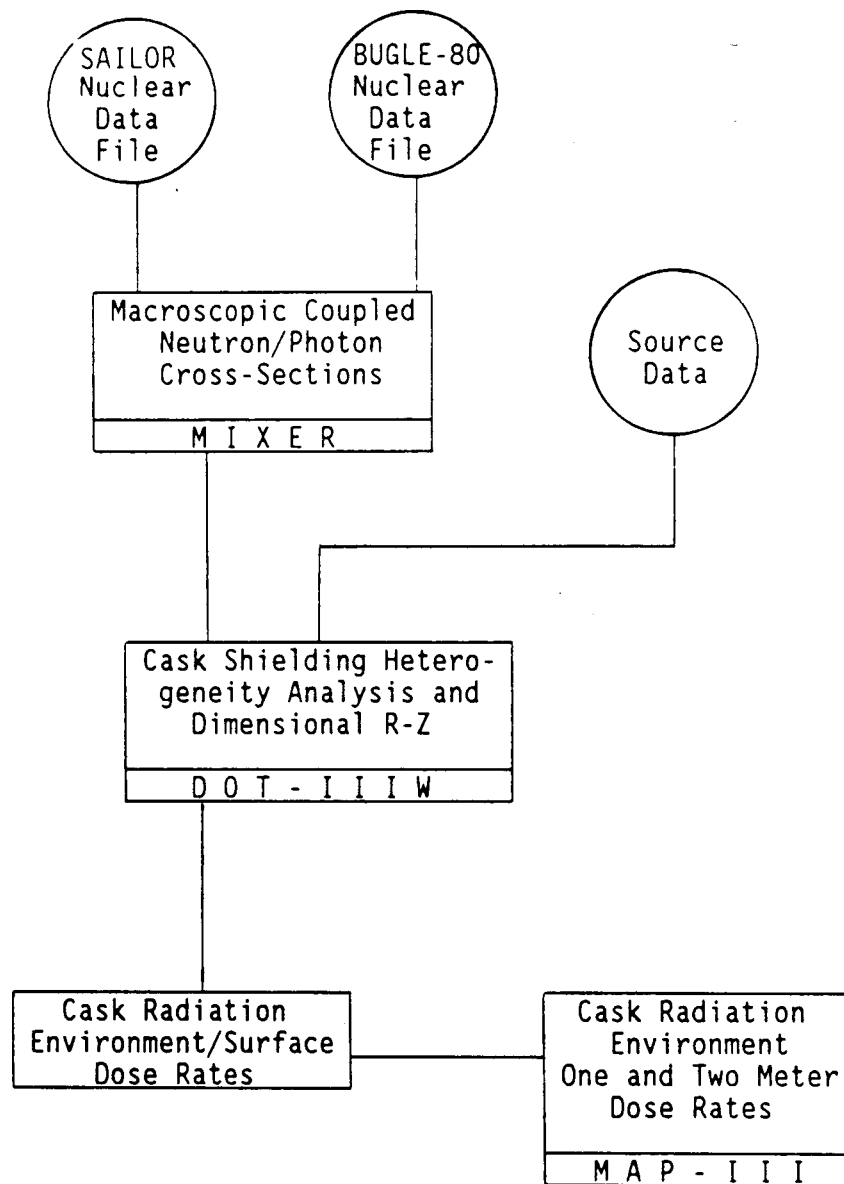 SAILOR
Nuclear
Data
File
BUGLE-80
Nuclear
Data
File
Macroscopic Coupled
Neutron/Photon
Cross-Sections
M I X E R
Source
Data
Cask Shielding Hetero-
geneity Analysis and
Dimensional R-Z
D O T - I I I W
Cask Radiation
Environment/Surface
Dose Rates
Cask Radiation
Environment
One and Two Meter
Dose Rates
M A P - I I I